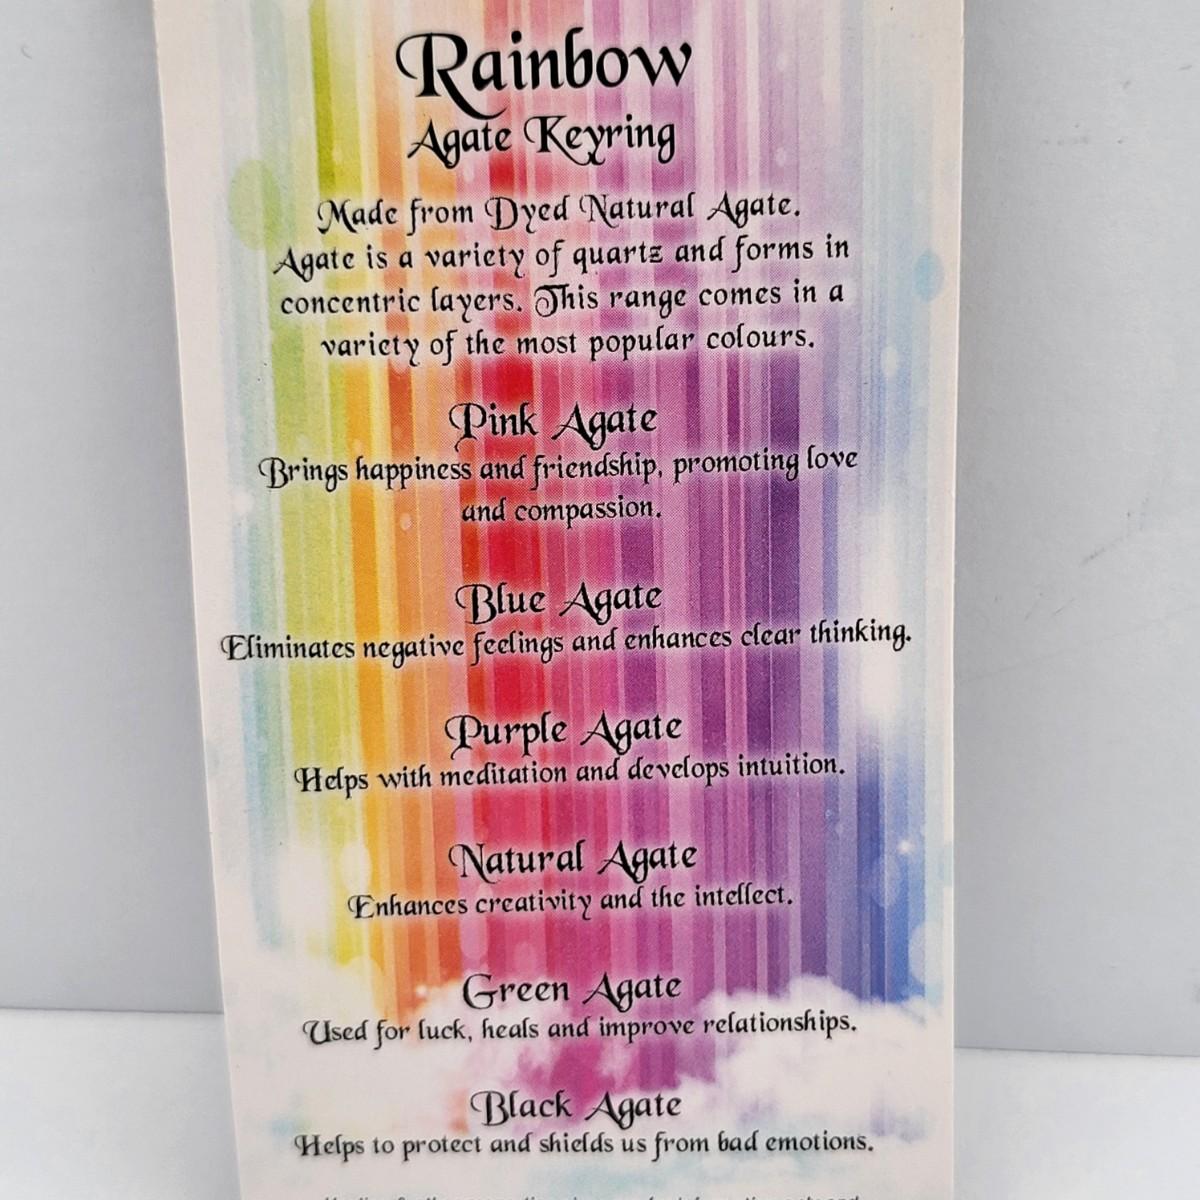 Rainbow
Agate Keyring
Made from Dyed Natural Agate.
Agate is a variety of quartz and forms in
concentric layers. This range comes in a
variety of the most popular colours.
Pink Agate
Brings happiness and friendship, promoting love
and compassion.
Blue Agate
Eliminates negative feelings and enhances clear thinking.
Purple Agate
Helps with meditation and develops intuition.
Natural Agate
Enhances creativity and the intellect.
Green Agate
Used for luck, heals and improve relationships.
Black Agate
Helps to protect and shields us from bad emotions.